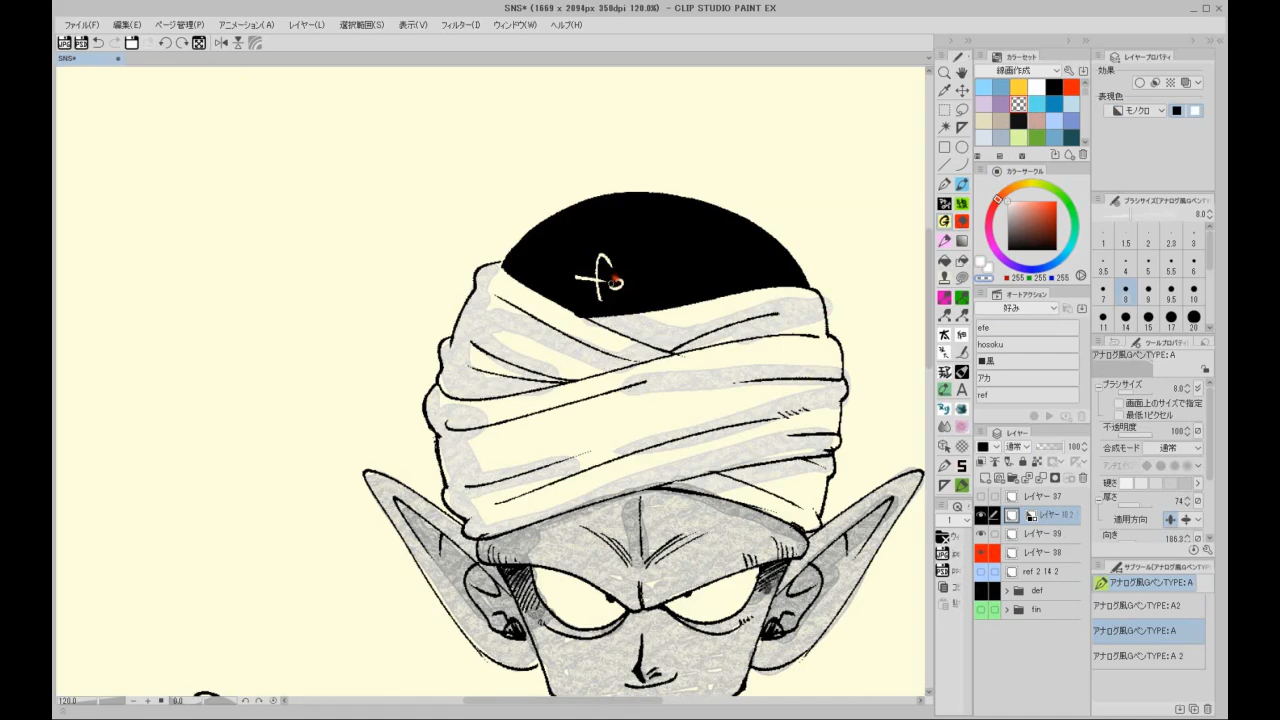 SNS* (1669 x 2094px 350dpi 120.0%) - CLIP STUDIO PAINT EX
ファイル(F) 編集(E) ページ管理(P) アニメーション(A) レイヤー(L) 選択範囲(S) 表示(V) フィルター(I) ウィンドウ(W) ヘルプ(H)
SNS*
カラーセット
線画作成
カラーサークル
255 255 255
オートアクション
好み
efe
hosoku
■黒
アカ
ref
レイヤー
通常 100
レイヤー 37
レイヤー 10 2
レイヤー 39
レイヤー 38
ref 2 14 2
def
fin
レイヤープロパティ
効果
表現色
モノクロ
ブラシサイズ[アナログ風Gペン
8.0
1 1.5 2 2.3 3
3.5 4 5 5.5 6
7 8 9 9.5 10
11 14 15 17 20
ツールプロパティ
アナログ風GペンTYPE:A
ブラシサイズ 8.0
画面上のサイズで指定
最低1ピクセル
不透明度 100
合成モード 通常
硬さ
厚さ 74
適用方向
向き 186.3
サブツール[アナログ風GペンTYPE:A]
アナログ風GペンTYPE:A
アナログ風GペンTYPE:A2
アナログ風GペンTYPE:A
アナログ風GペンTYPE:A 2
120.0 0.0